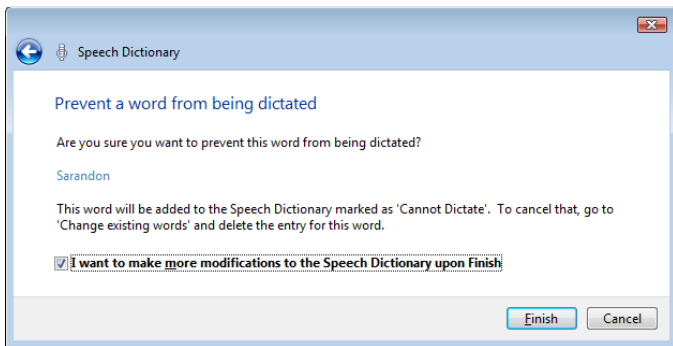 Speech Dictionary
Prevent a word from being dictated
Are you sure you want to prevent this word from being dictated?
Sarandon
This word will be added to the Speech Dictionary marked as 'Cannot Dictate'.  To cancel that, go to
'Change existing words' and delete the entry for this word.
I want to make more modifications to the Speech Dictionary upon Finish
Finish Cancel